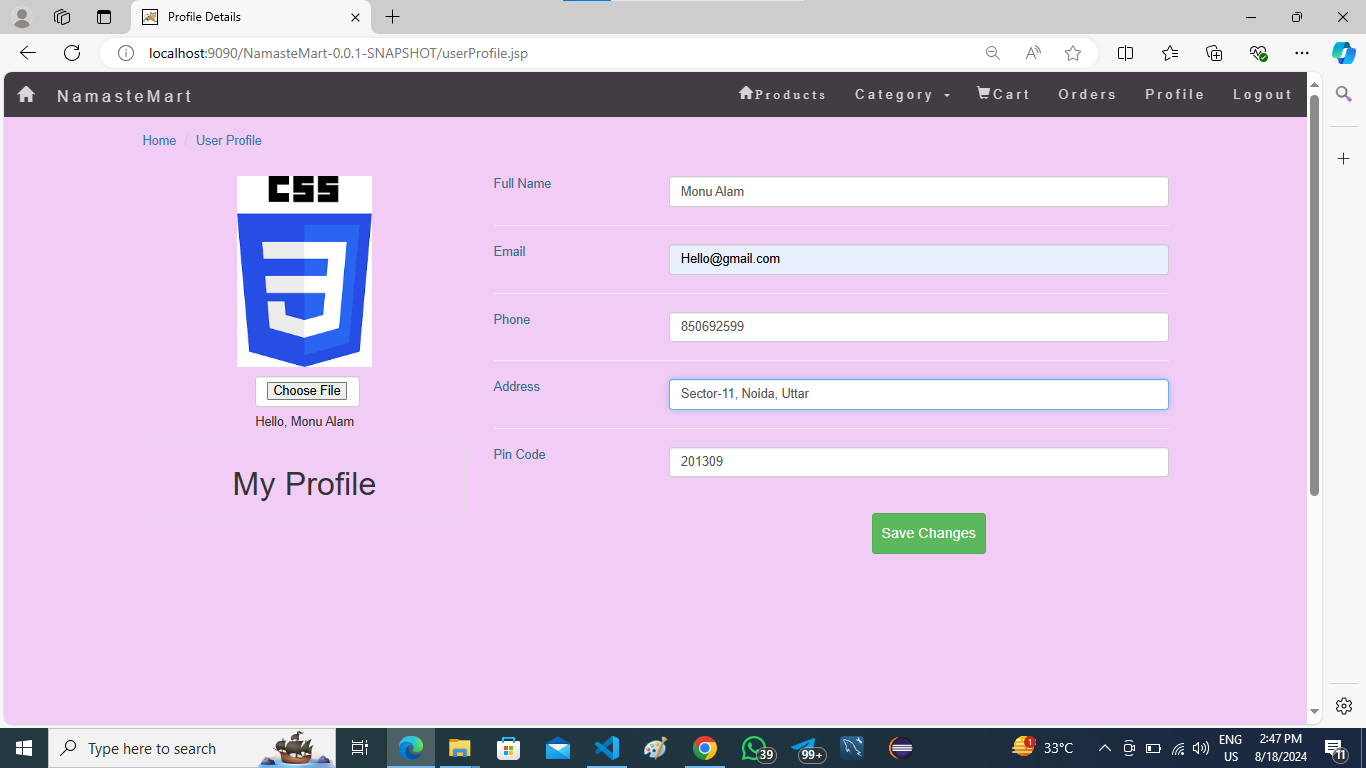 Profile Details
localhost:9090/NamasteMart-0.0.1-SNAPSHOT/userProfile.jsp
NamasteMart Products Category Cart Orders Profile Logout
Home / User Profile
CSS
3
Choose File
Hello, Monu Alam
My Profile
Full Name Monu Alam
Email Hello@gmail.com
Phone 850692599
Address Sector-11, Noida, Uttar
Pin Code 201309
Save Changes
Type here to search
39
99+
1
33°C
ENG
US
2:47 PM
8/18/2024
11